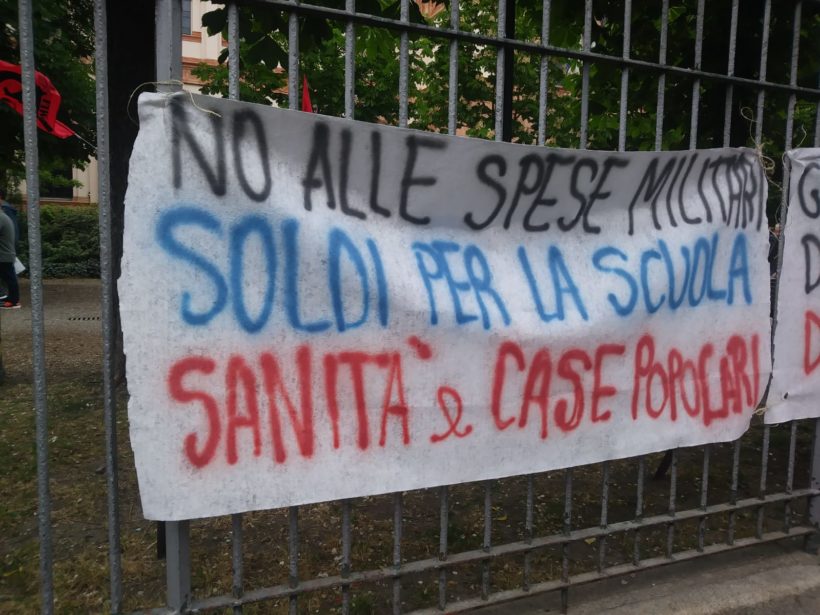 NO ALLE SPESE MILITARI
SOLDI PER LA SCUOLA
SANITA' e CASE POPOLARI